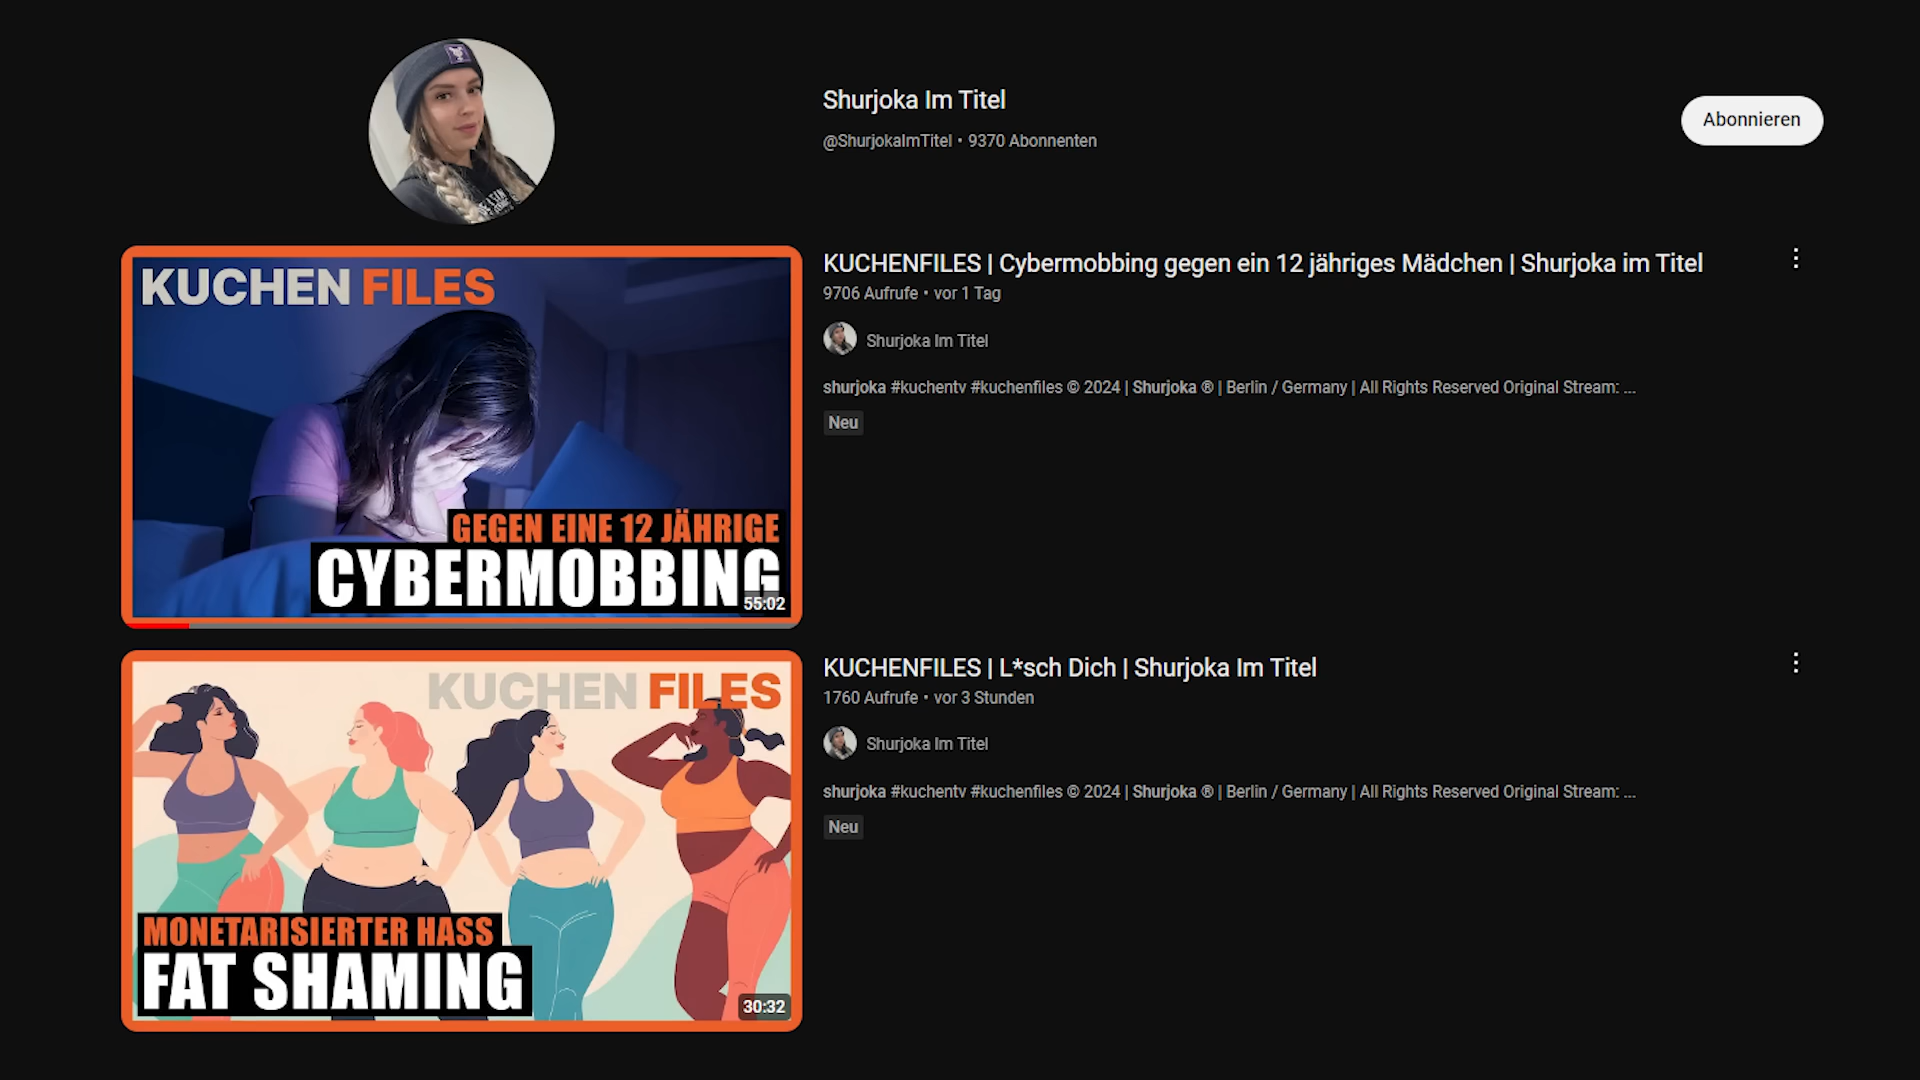 Shurjoka Im Titel
@ShurjokaImTitel • 9370 Abonnenten
Abonnieren
KUCHEN FILES
GEGEN EINE 12 JÄHRIGE
CYBERMOBBING
55:02
KUCHENFILES | Cybermobbing gegen ein 12 jähriges Mädchen | Shurjoka im Titel
9706 Aufrufe • vor 1 Tag
Shurjoka Im Titel
shurjoka #kuchentv #kuchenfiles © 2024 | Shurjoka ® | Berlin / Germany | All Rights Reserved Original Stream: ...
Neu
KUCHEN FILES
MONETARISIERTER HASS
FAT SHAMING
30:32
KUCHENFILES | L*sch Dich | Shurjoka Im Titel
1760 Aufrufe • vor 3 Stunden
Shurjoka Im Titel
shurjoka #kuchentv #kuchenfiles © 2024 | Shurjoka ® | Berlin / Germany | All Rights Reserved Original Stream: ...
Neu